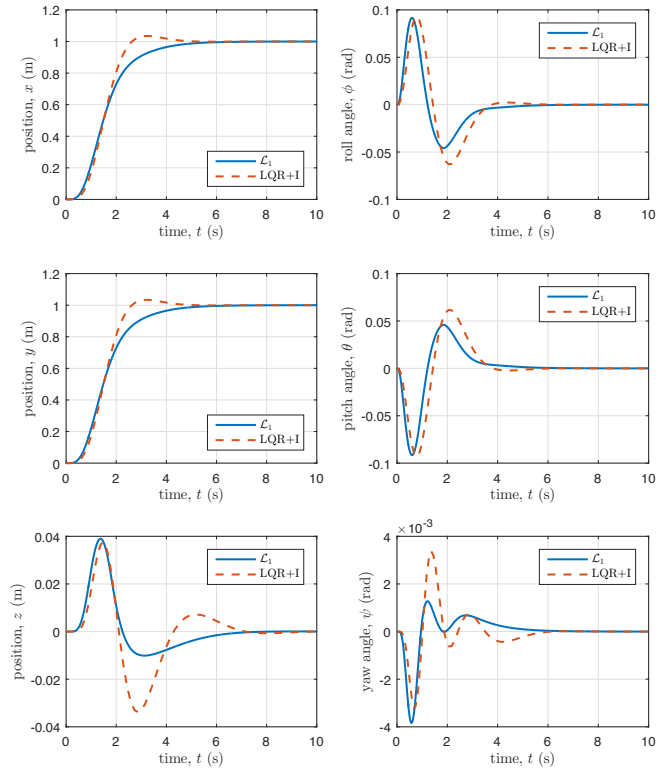 1.2
1
0.8
0.6
0.4
0.2
0
position, x (m)
ℒ₁
LQR+I
0 2 4 6 8 10
time, t (s)
0.1
0.05
0
-0.05
-0.1
roll angle, ϕ (rad)
ℒ₁
LQR+I
0 2 4 6 8 10
time, t (s)
1.2
1
0.8
0.6
0.4
0.2
0
position, y (m)
ℒ₁
LQR+I
0 2 4 6 8 10
time, t (s)
0.1
0.05
0
-0.05
-0.1
pitch angle, θ (rad)
ℒ₁
LQR+I
0 2 4 6 8 10
time, t (s)
0.04
0.02
0
-0.02
-0.04
position, z (m)
ℒ₁
LQR+I
0 2 4 6 8 10
time, t (s)
× 10⁻³
4
2
0
-2
-4
yaw angle, ψ (rad)
ℒ₁
LQR+I
0 2 4 6 8 10
time, t (s)